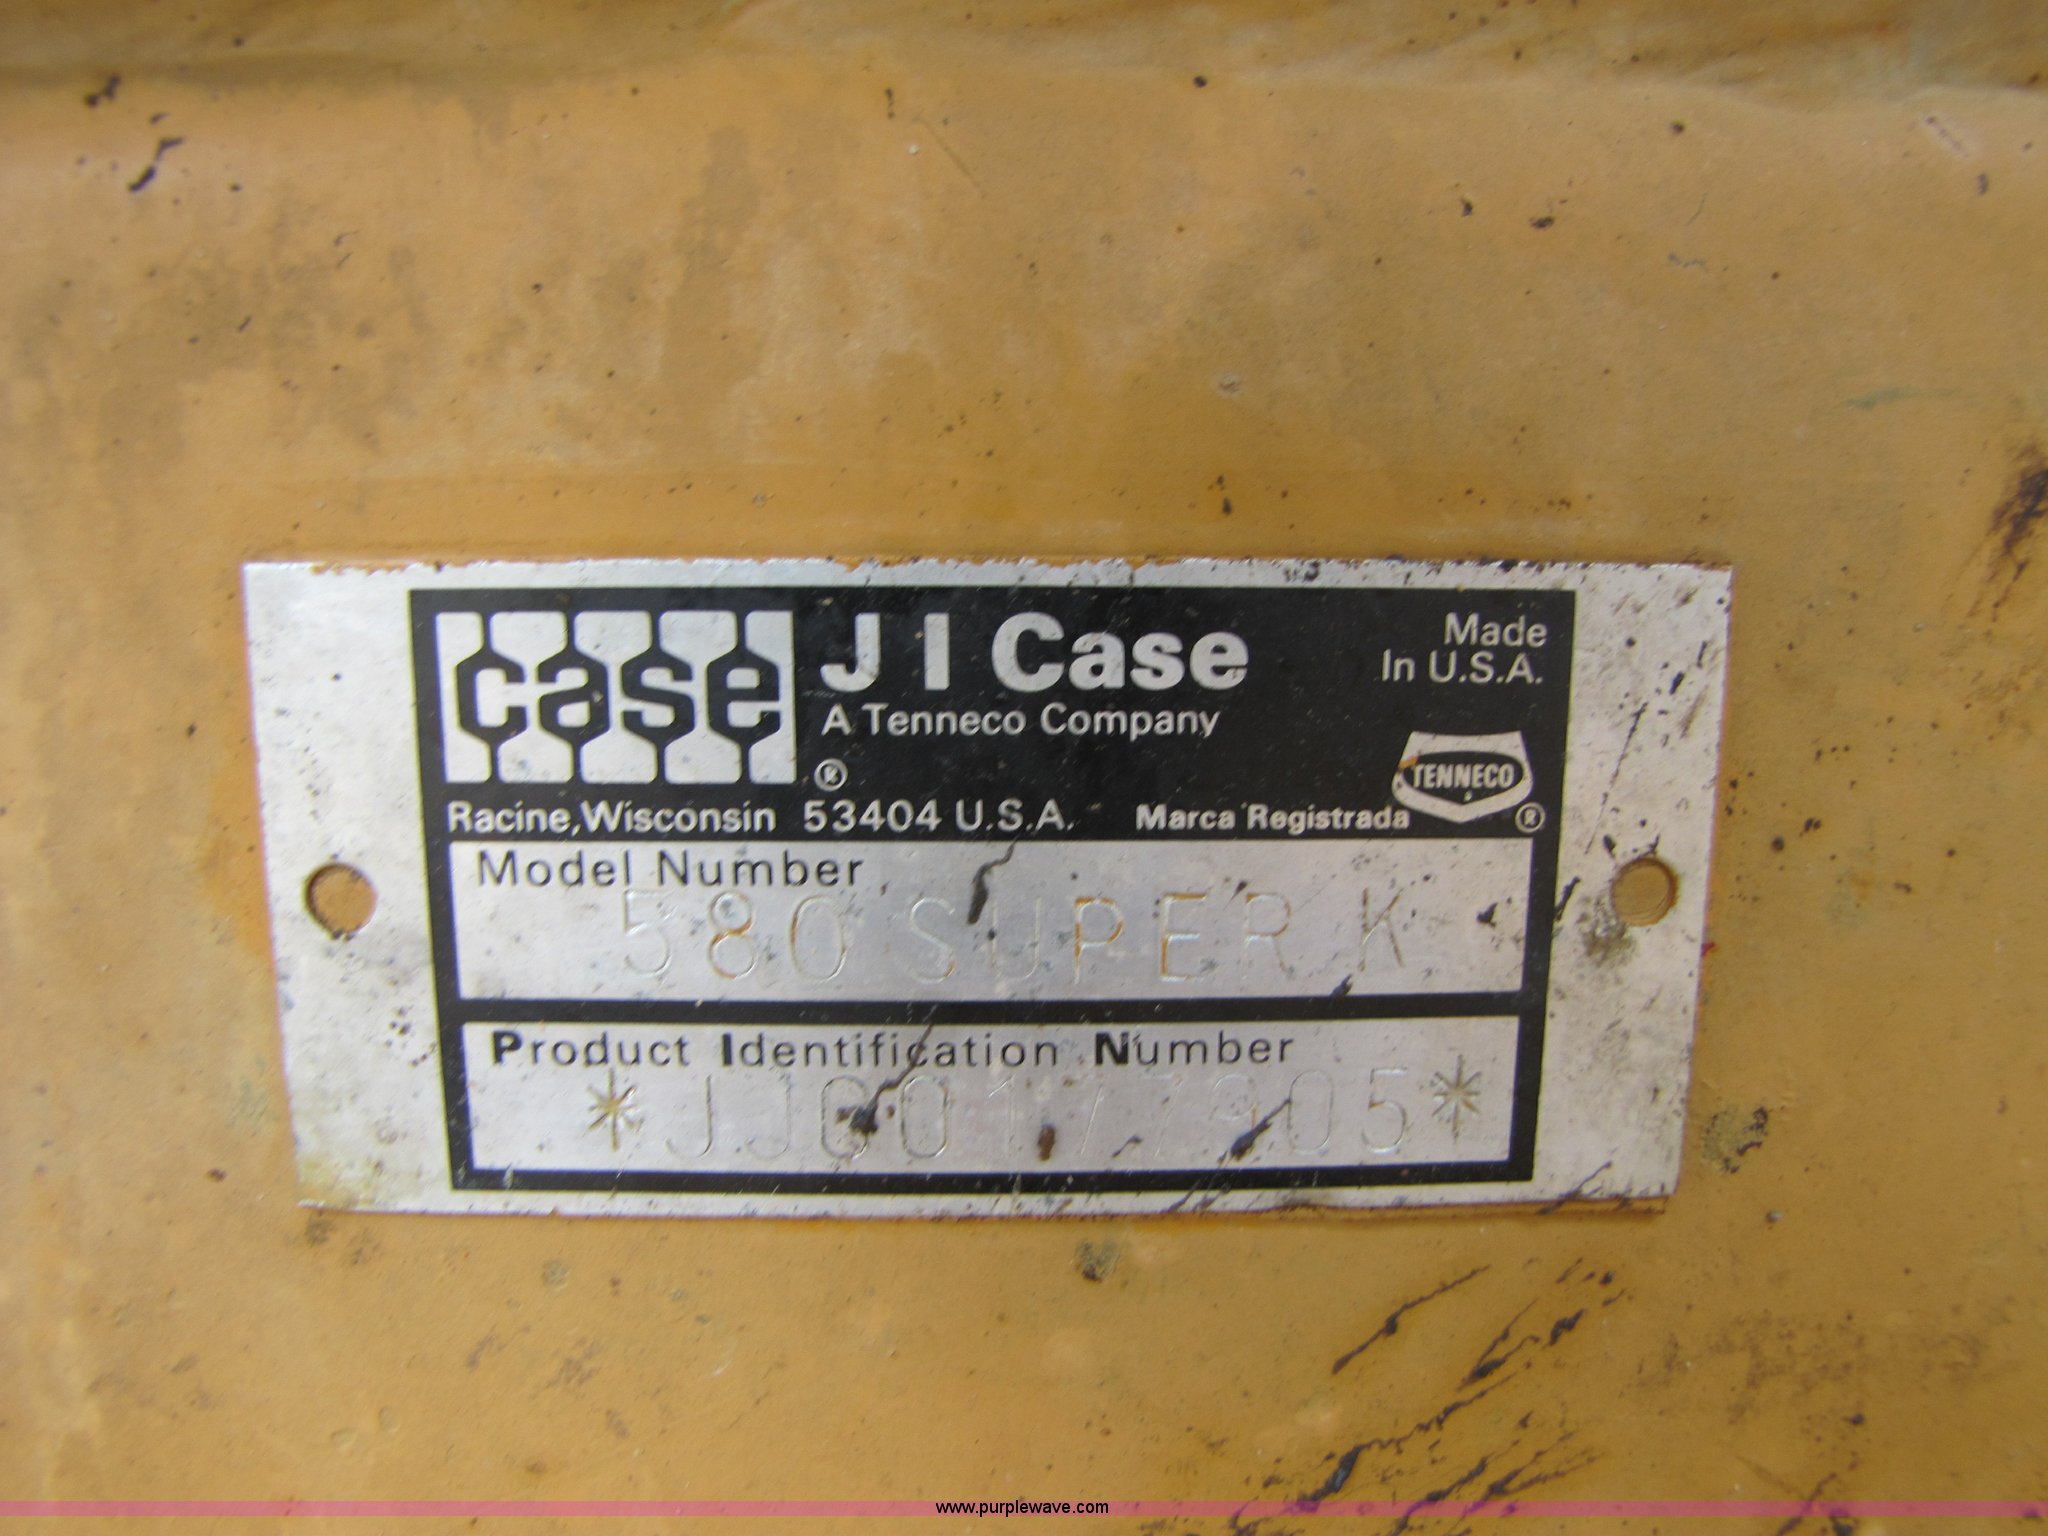 case ®
J I Case
A Tenneco Company
Made
In U.S.A.
TENNECO ®
Racine, Wisconsin 53404 U.S.A.
Marca Registrada
Model Number
580 SUPER K
Product Identification Number
www.purplewave.com